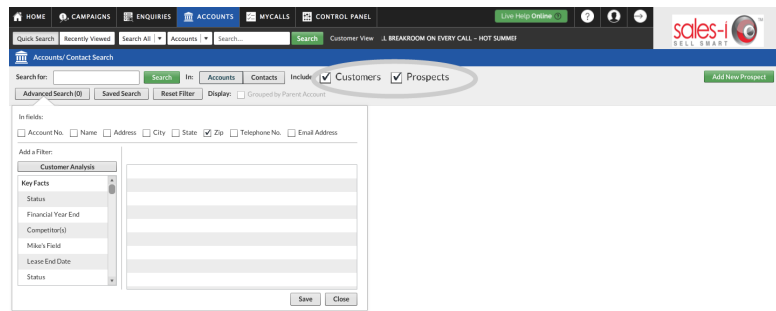 HOME CAMPAIGNS ENQUIRIES ACCOUNTS MYCALLS CONTROL PANEL Live Help Online ? 
Quick Search Recently Viewed Search All Accounts Search... Search Customer View .L BREAKROOM ON EVERY CALL – HOT SUMMER
sales-i TM
SELL SMART
Accounts/ Contact Search
Search for: Search In: Accounts Contacts Include Customers Prospects Add New Prospect
Advanced Search (0) Saved Search Reset Filter Display: Grouped by Parent Account
In fields:
Account No. Name Address City State Zip Telephone No. Email Address
Add a Filter:
Customer Analysis
Key Facts
Status
Financial Year End
Competitor(s)
Mike's Field
Lease End Date
Status
Save Close